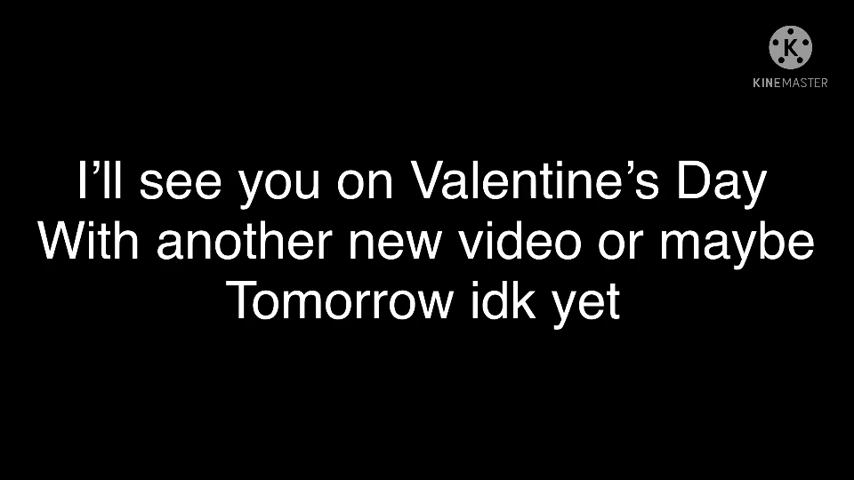 K
KINEMASTER
I’ll see you on Valentine’s Day
With another new video or maybe
Tomorrow idk yet